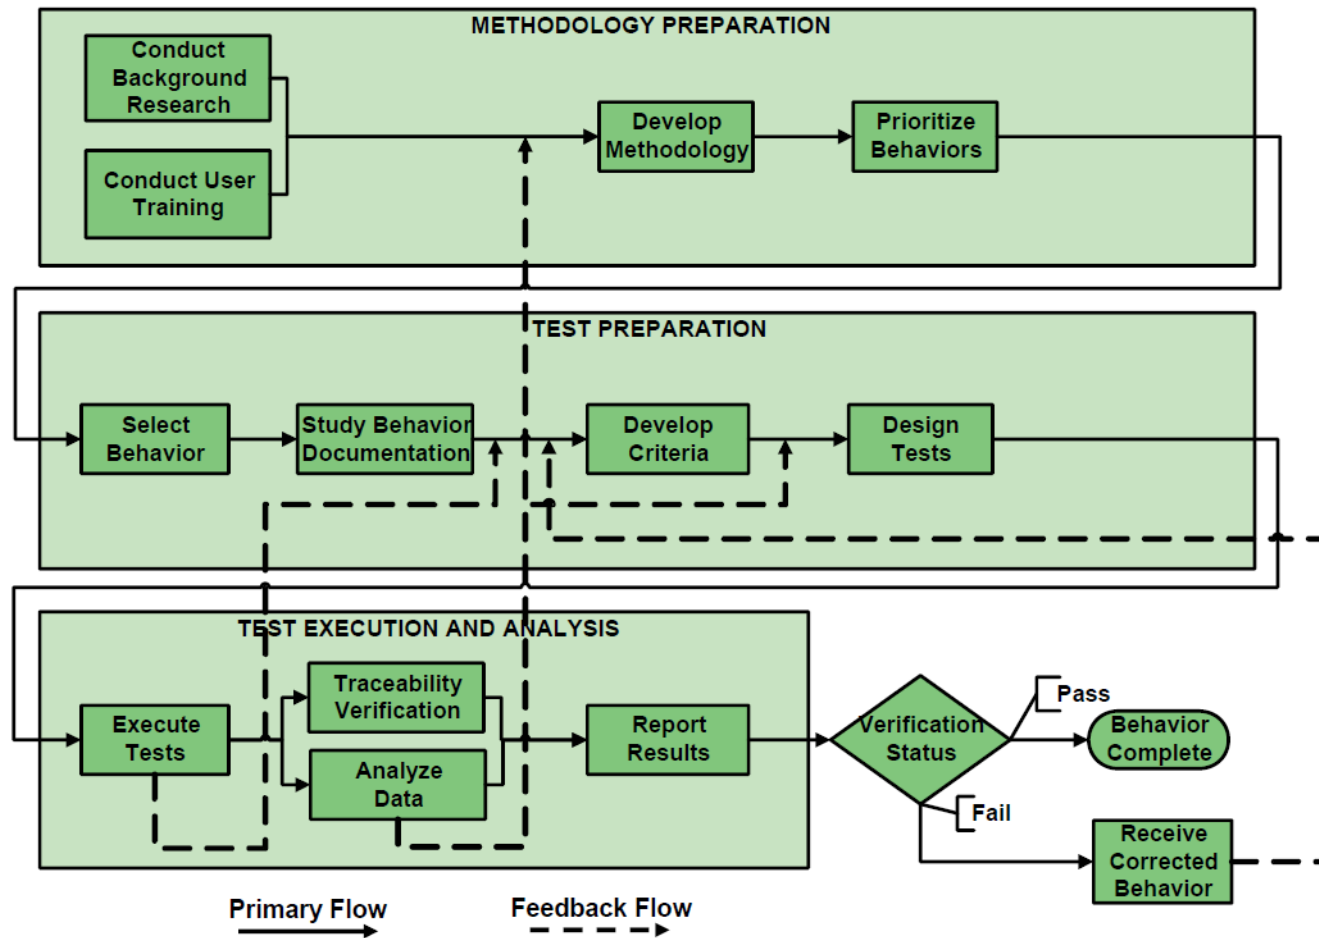 METHODOLOGY PREPARATION
Conduct
Background
Research
Conduct User
Training
Develop
Methodology
Prioritize
Behaviors
TEST PREPARATION
Select
Behavior
Study Behavior
Documentation
Develop
Criteria
Design
Tests
TEST EXECUTION AND ANALYSIS
Execute
Tests
Traceability
Verification
Analyze
Data
Report
Results
Verification
Status
Pass
Behavior
Complete
Fail
Receive
Corrected
Behavior
Primary Flow
Feedback Flow